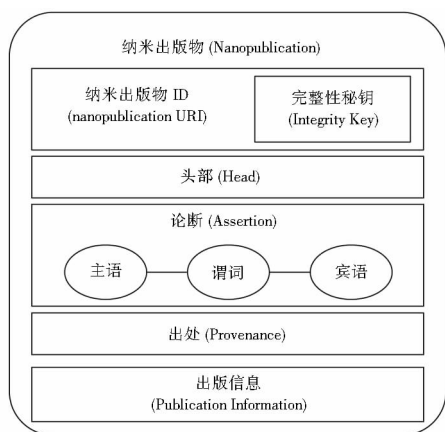 纳米出版物 (Nanopublication)
纳米出版物 ID
(nanopublication URI)
完整性秘钥
(Integrity Key)
头部 (Head)
论断 (Assertion)
主语
谓词
宾语
出处 (Provenance)
出版信息
(Publication Information)